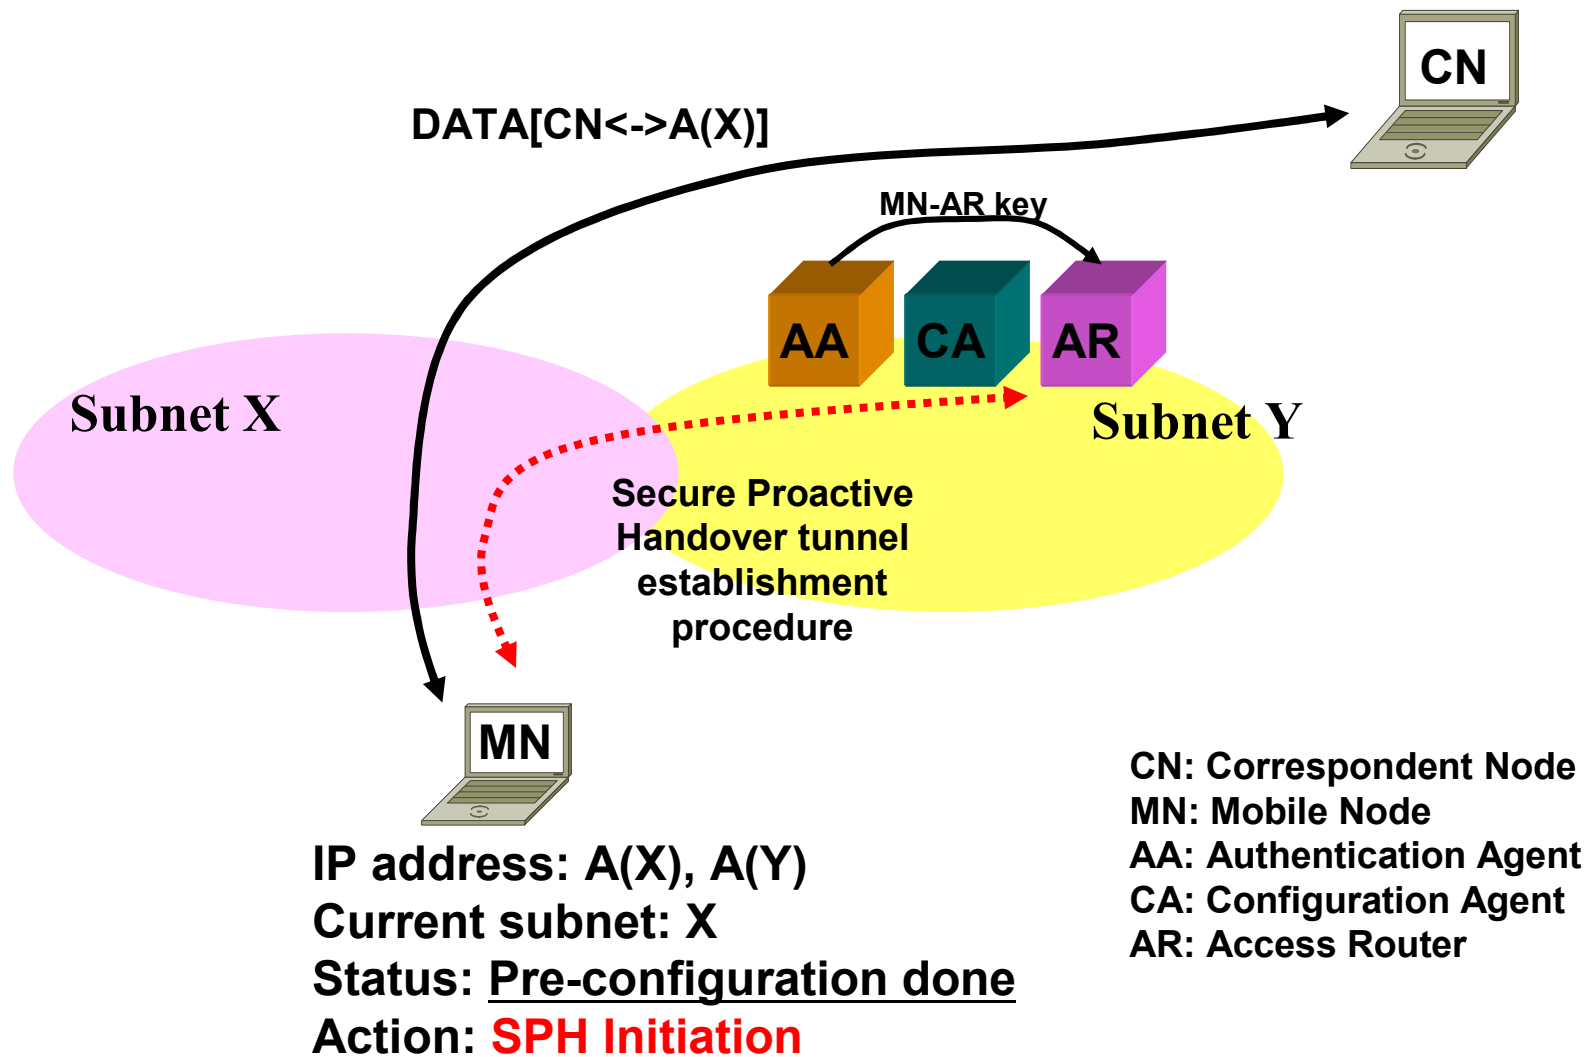 CN
DATA[CN<->A(X)]
MN-AR key
AA
CA
AR
Subnet X
Subnet Y
Secure Proactive
Handover tunnel
establishment
procedure
MN
IP address: A(X), A(Y)
Current subnet: X
Status: Pre-configuration done
Action: SPH Initiation
CN: Correspondent Node
MN: Mobile Node
AA: Authentication Agent
CA: Configuration Agent
AR: Access Router